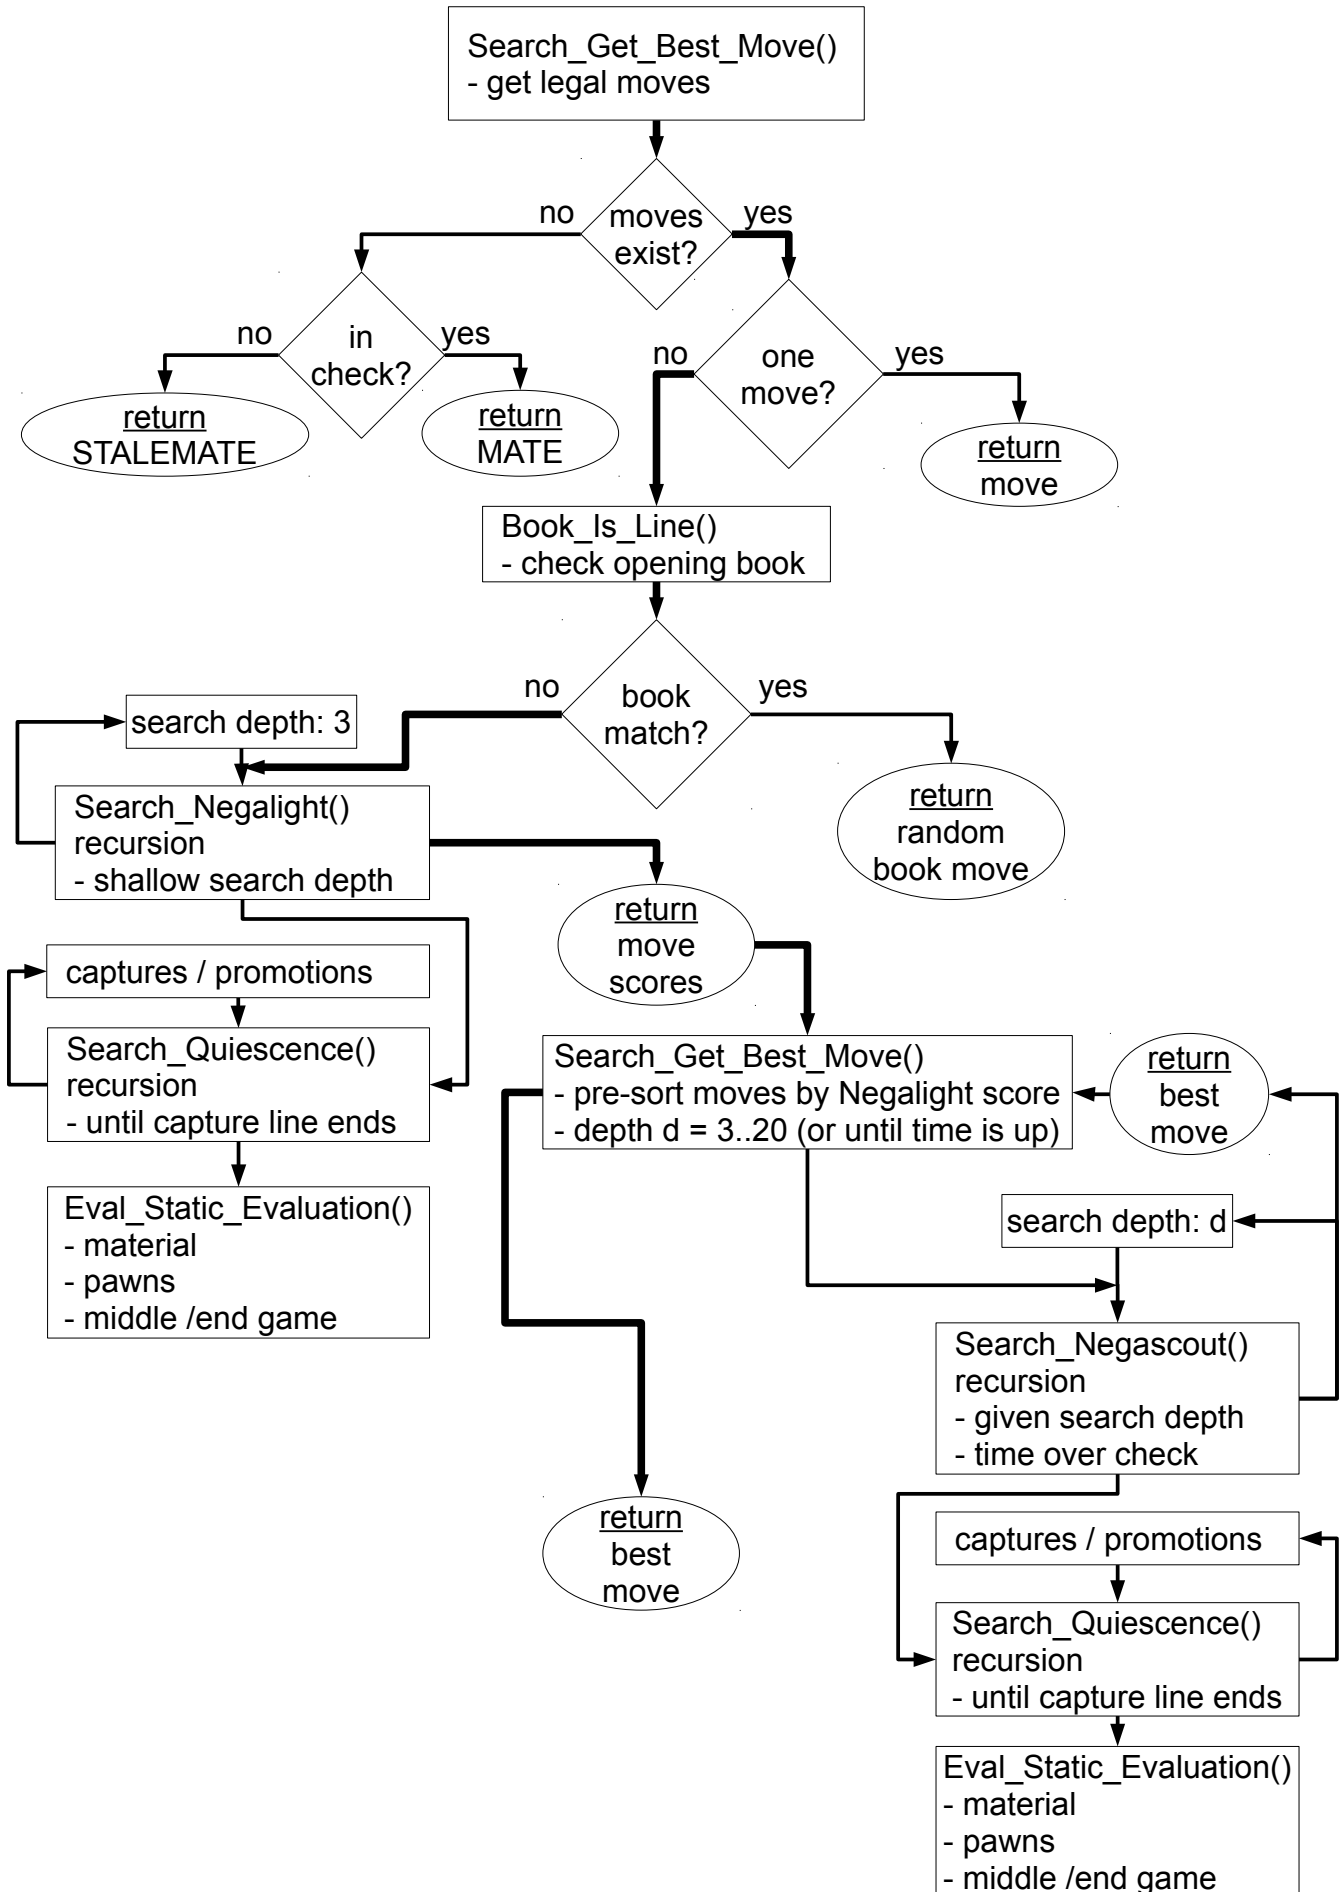 Search_Get_Best_Move()
- get legal moves
no
moves
exist?
yes
no
in
check?
yes
no
one
move?
yes
return
STALEMATE
return
MATE
return
move
Book_Is_Line()
- check opening book
no
book
match?
yes
search depth: 3
Search_Negalight()
recursion
- shallow search depth
return
random
book move
return
move
scores
captures / promotions
Search_Quiescence()
recursion
- until capture line ends
Eval_Static_Evaluation()
- material
- pawns
- middle /end game
Search_Get_Best_Move()
- pre-sort moves by Negalight score
- depth d = 3..20 (or until time is up)
return
best
move
search depth: d
Search_Negascout()
recursion
- given search depth
- time over check
return
best
move
captures / promotions
Search_Quiescence()
recursion
- until capture line ends
Eval_Static_Evaluation()
- material
- pawns
- middle /end game